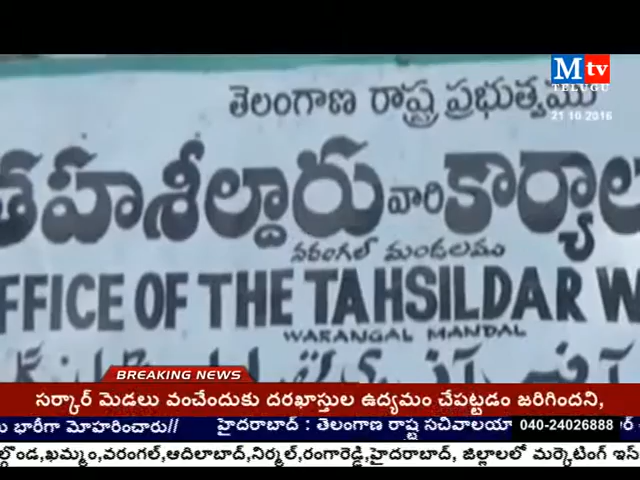 Mtv
TELUGU
21 10 2016
తెలంగాణ రాష్ట్ర ప్రభుత్వము
తహశీల్దారు వారి కార్యాల
వరంగల్ మండలము
OFFICE OF THE TAHSILDAR W
WARANGAL MANDAL
BREAKING NEWS
సర్కార్ మెడలు వంచేందుకు దరఖాస్తుల ఉద్యమం చేపట్టడం జరిగిందని,
ు భారీగా మోహరించారు// హైదరాబాద్ : తెలంగాణ రాష్ట్ర సచివాలయా
040-24026888
ల్గొండ,ఖమ్మం,వరంగల్,ఆదిలాబాద్,నిర్మల్,రంగారెడ్డి,హైదరాబాద్, జిల్లాలలో మార్కెటింగ్ ఇన్